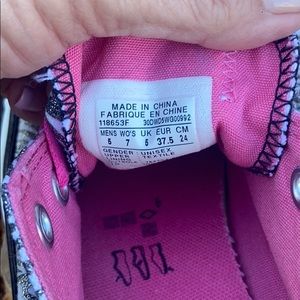 MADE IN CHINA
FABRIQUE EN CHINE
118653F 30DMD5WG00992
MENS WO'S UK EUR CM
5 7 5 37.5 24
GENDER : UNISEX
UPPER : TEXTILE